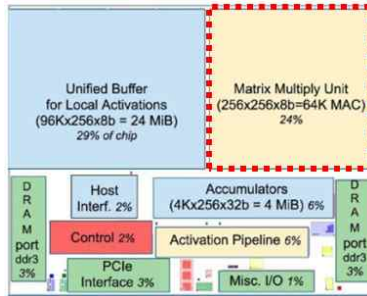 Unified Buffer
for Local Activations
(96Kx256x8b = 24 MiB)
29% of chip
Matrix Multiply Unit
(256x256x8b=64K MAC)
24%
D
R
A
M
port
ddr3
3%
Host
Interf. 2%
Accumulators
(4Kx256x32b = 4 MiB) 6%
Control 2%
Activation Pipeline 6%
PCIe
Interface 3%
Misc. I/O 1%
D
R
A
M
port
ddr3
3%